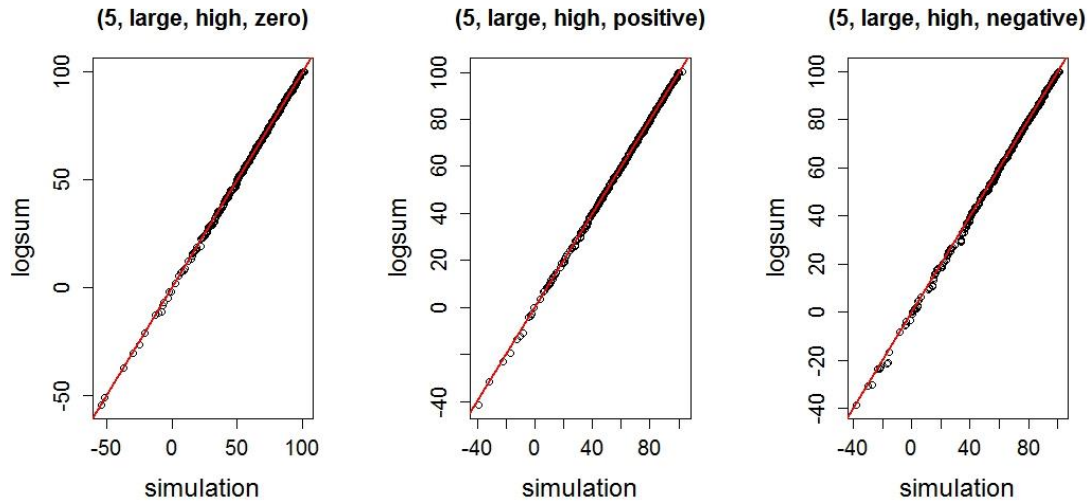 (5, large, high, zero)
(5, large, high, positive)
(5, large, high, negative)
logsum
100
50
0
-50
-50 0 50 100
simulation
logsum
100
80
60
40
20
0
-40
-40 0 40 80
simulation
logsum
100
80
60
40
20
0
-20
-40
-40 0 40 80
simulation